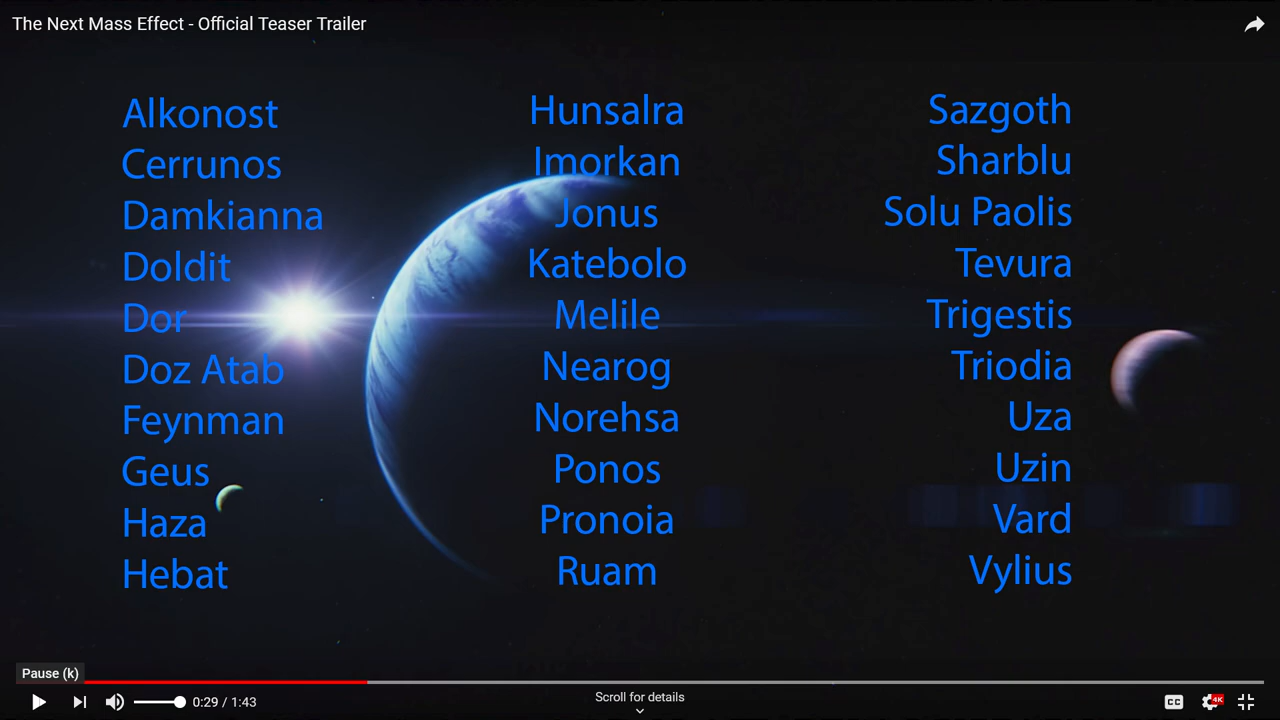 The Next Mass Effect - Official Teaser Trailer
Alkonost
Cerrunos
Damkianna
Doldit
Dor
Doz Atab
Feynman
Geus
Haza
Hebat
Hunsalra
Imorkan
Jonus
Katebolo
Melile
Nearog
Norehsa
Ponos
Pronoia
Ruam
Sazgoth
Sharblu
Solu Paolis
Tevura
Trigestis
Triodia
Uza
Uzin
Vard
Vylius
Pause (k)
0:29 / 1:43
Scroll for details
CC
4K